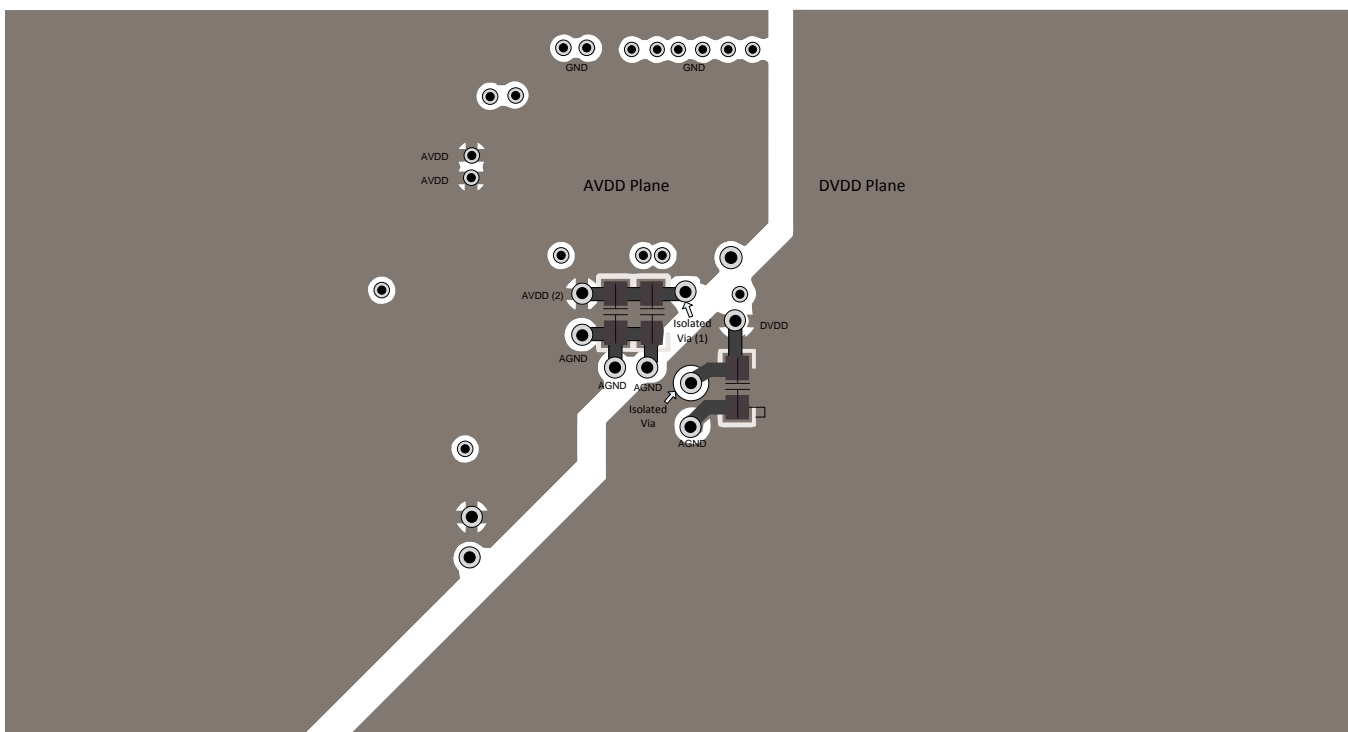 GND
GND
AVDD
AVDD
AVDD Plane
DVDD Plane
AVDD (2)
Isolated
Via (1)
DVDD
AGND
AGND
AGND
Isolated
Via
AGND